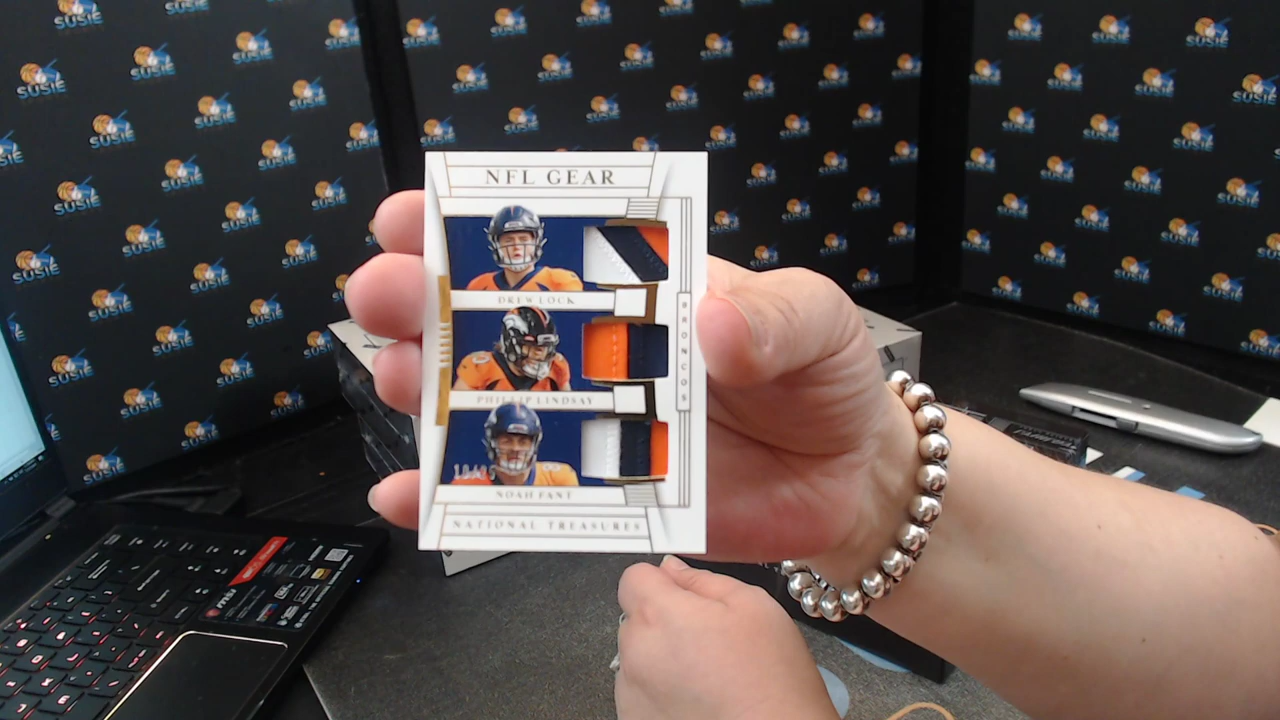 NFL GEAR
DREW LOCK
PHILLIP LINDSAY
NOAH FANT
NATIONAL TREASURES
BRONCOS
SUSIE